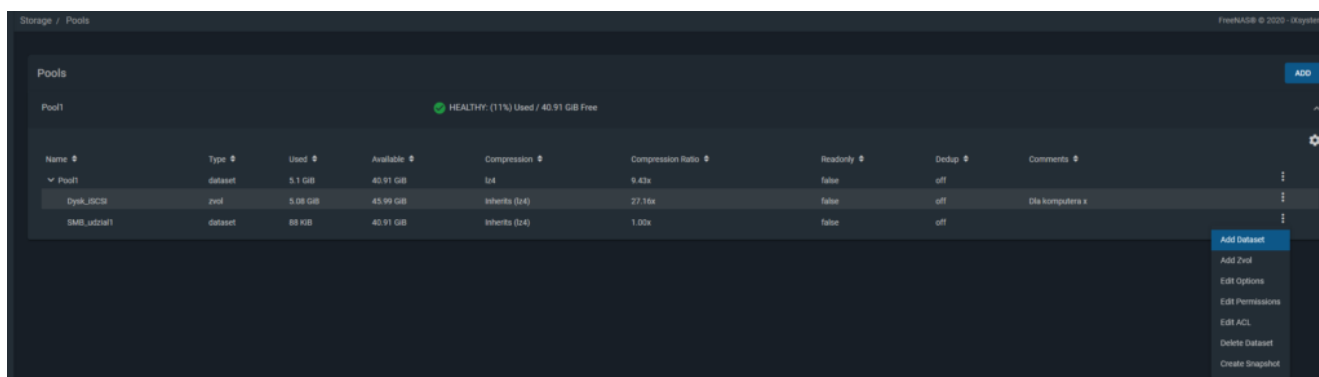 Storage / Pools
FreeNAS® © 2020 - iXsystem
Pools
ADD
Pool1
HEALTHY: (11%) Used / 40.91 GiB Free
Name Type Used Available Compression Compression Ratio Readonly Dedup Comments
Pool1 dataset 5.1 GiB 40.91 GiB lz4 9.43x false off
Dysk_iSCSI zvol 5.08 GiB 45.99 GiB Inherits (lz4) 27.16x false off Dla komputera x
SMB_udzial1 dataset 88 KiB 40.91 GiB Inherits (lz4) 1.00x false off
Add Dataset
Add Zvol
Edit Options
Edit Permissions
Edit ACL
Delete Dataset
Create Snapshot